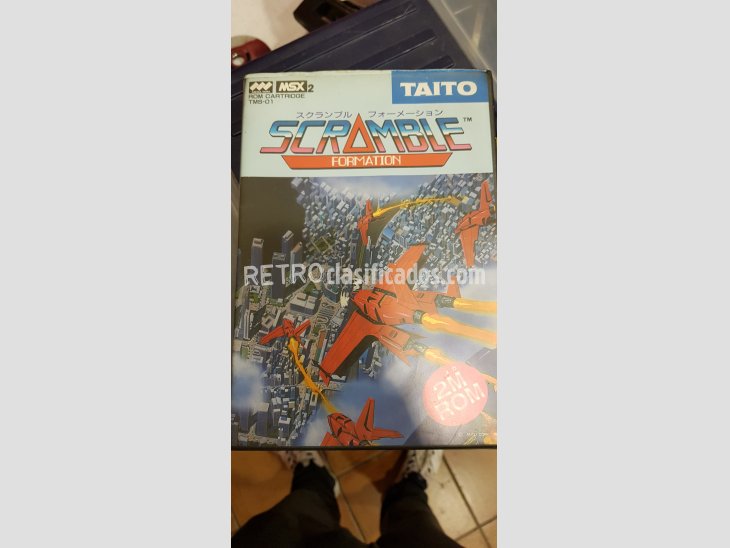 MSX2
TAITO
ROM CARTRIDGE
TMS-01
スクランブル フォーメーション
SCRAMBLE™
FORMATION
RETROclasificados.com
2M
ROM